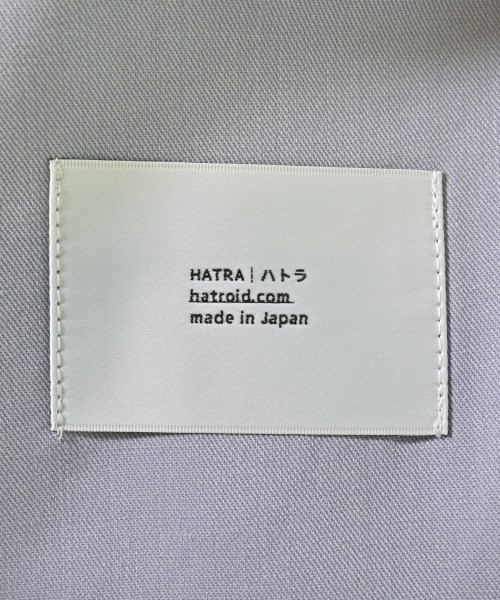 HATRA | ハトラ
hatroid.com
made in Japan